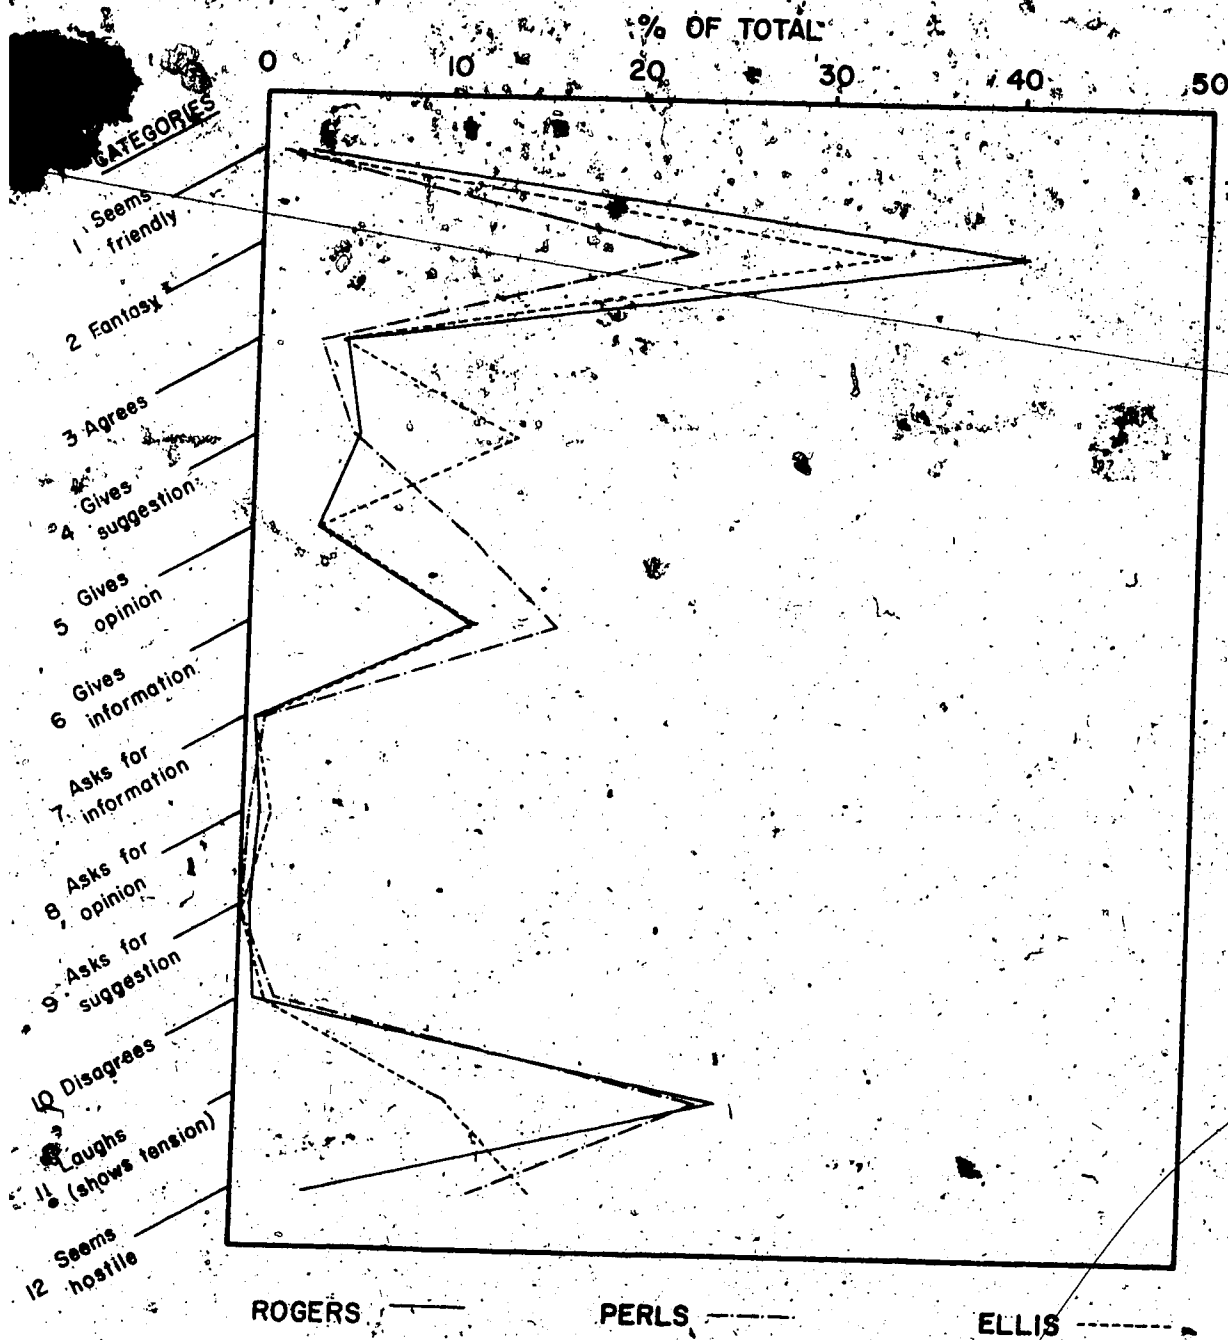 % OF TOTAL
0 10 20 30 40 50
CATEGORIES
1 Seems
friendly
2 Fantasy
3 Agrees
4 Gives
suggestion
5 Gives
opinion
6 Gives
information
7 Asks for
information
8 Asks for
opinion
9 Asks for
suggestion
10 Disagrees
11 Laughs
(shows tension)
12 Seems
hostile
ROGERS PERLS ELLIS